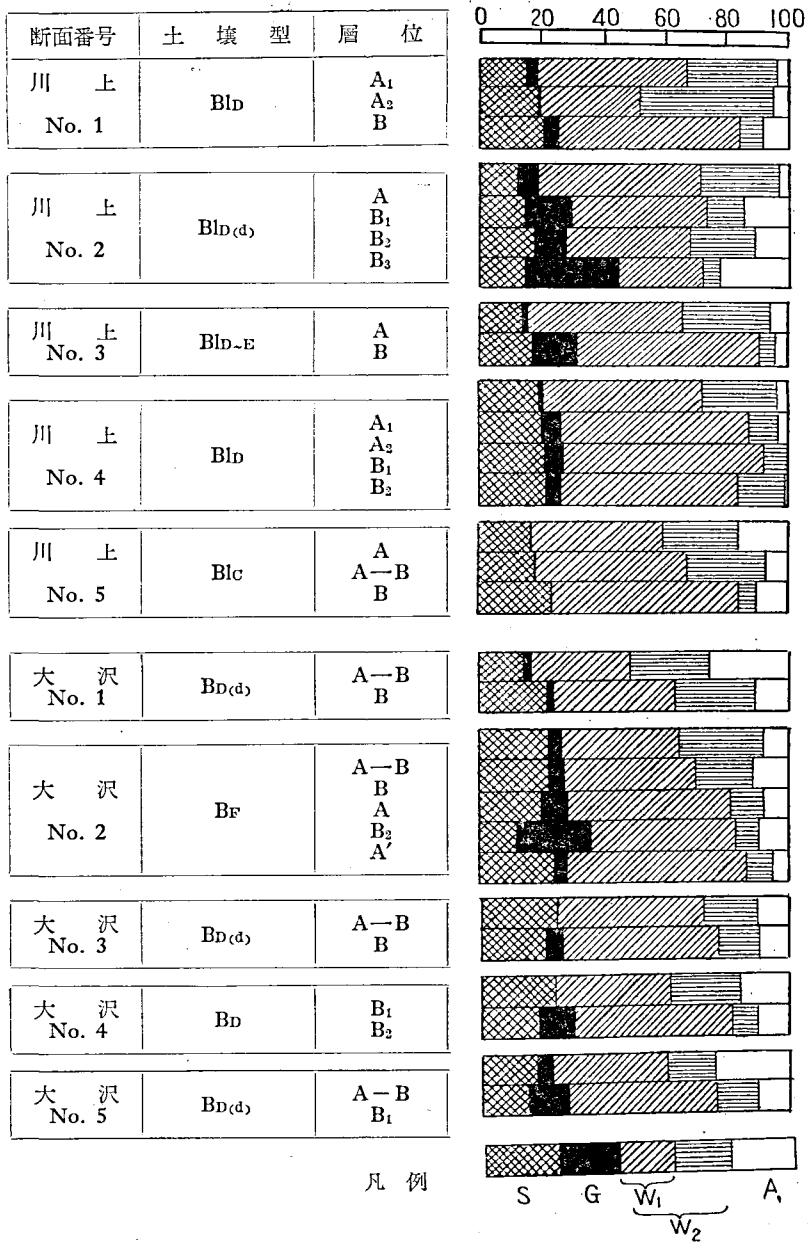 0 20 40 60 80 100
断面番号 土壌型 層位
川上 No. 1 BlD A1 A2 B
川上 No. 2 BlD(d) A B1 B2 B3
川上 No. 3 BlD~E A B
川上 No. 4 BlD A1 A2 B1 B2
川上 No. 5 BlC A A—B B
大沢 No. 1 BD(d) A—B B
大沢 No. 2 BF A—B B A B2 A′
大沢 No. 3 BD(d) A—B B
大沢 No. 4 BD B1 B2
大沢 No. 5 BD(d) A—B B1
凡例 S G W1 A
W2